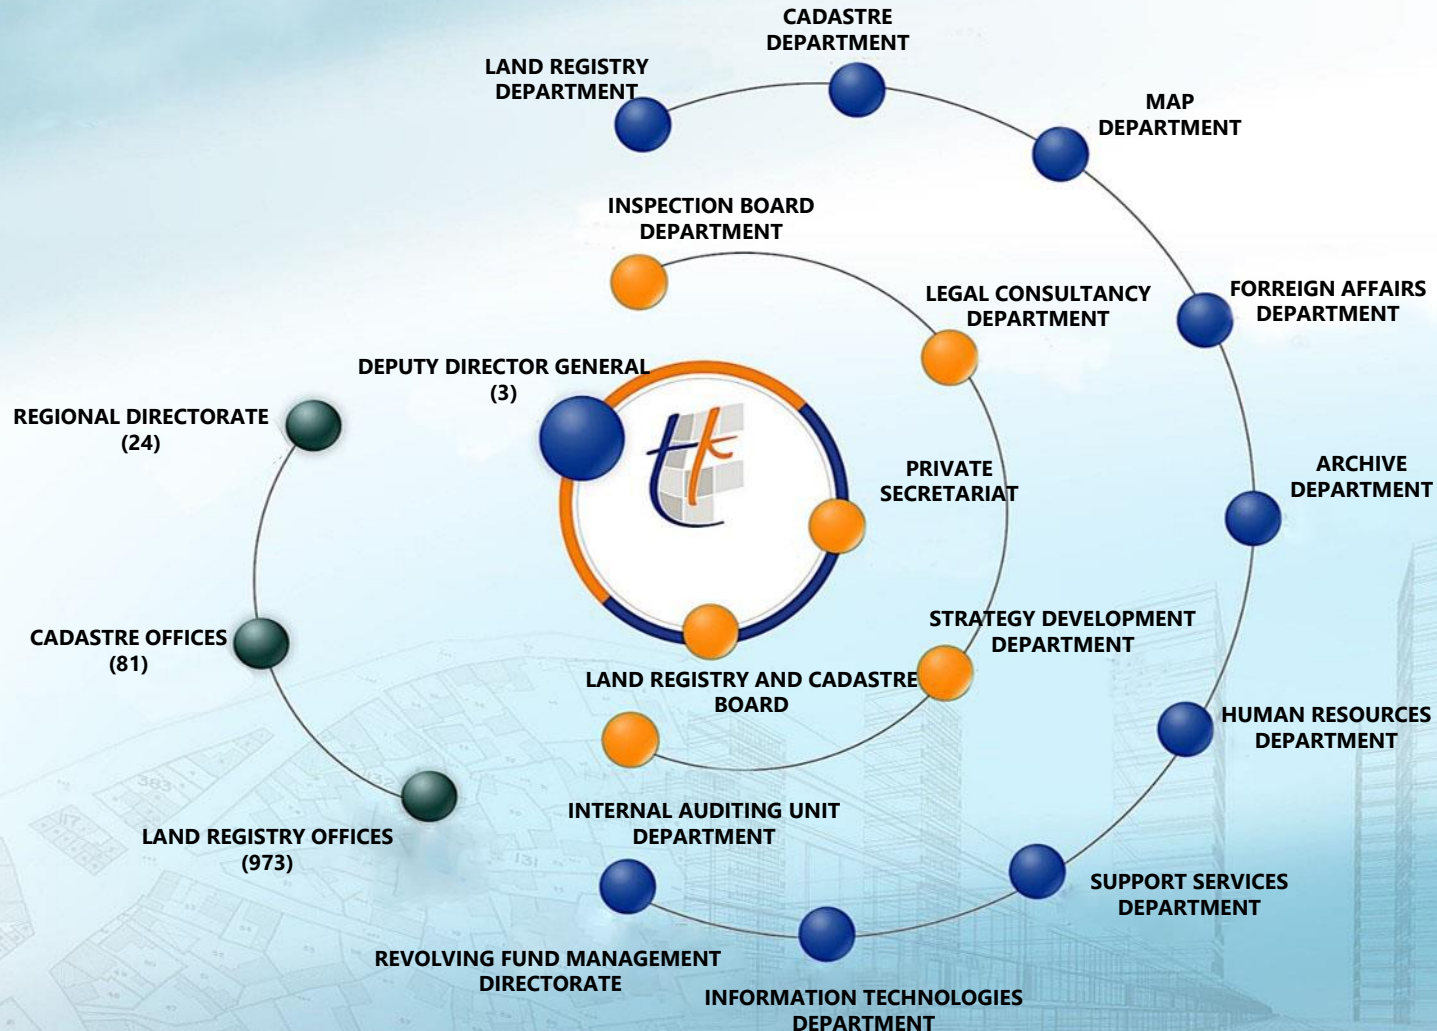 CADASTRE
DEPARTMENT
LAND REGISTRY
DEPARTMENT
MAP
DEPARTMENT
INSPECTION BOARD
DEPARTMENT
LEGAL CONSULTANCY
DEPARTMENT
FORREIGN AFFAIRS
DEPARTMENT
DEPUTY DIRECTOR GENERAL
(3)
REGIONAL DIRECTORATE
(24)
tk
PRIVATE
SECRETARIAT
ARCHIVE
DEPARTMENT
CADASTRE OFFICES
(81)
STRATEGY DEVELOPMENT
DEPARTMENT
LAND REGISTRY AND CADASTRE
BOARD
HUMAN RESOURCES
DEPARTMENT
383
INTERNAL AUDITING UNIT
DEPARTMENT
LAND REGISTRY OFFICES
(973)
131
SUPPORT SERVICES
DEPARTMENT
REVOLVING FUND MANAGEMENT
DIRECTORATE
INFORMATION TECHNOLOGIES
DEPARTMENT